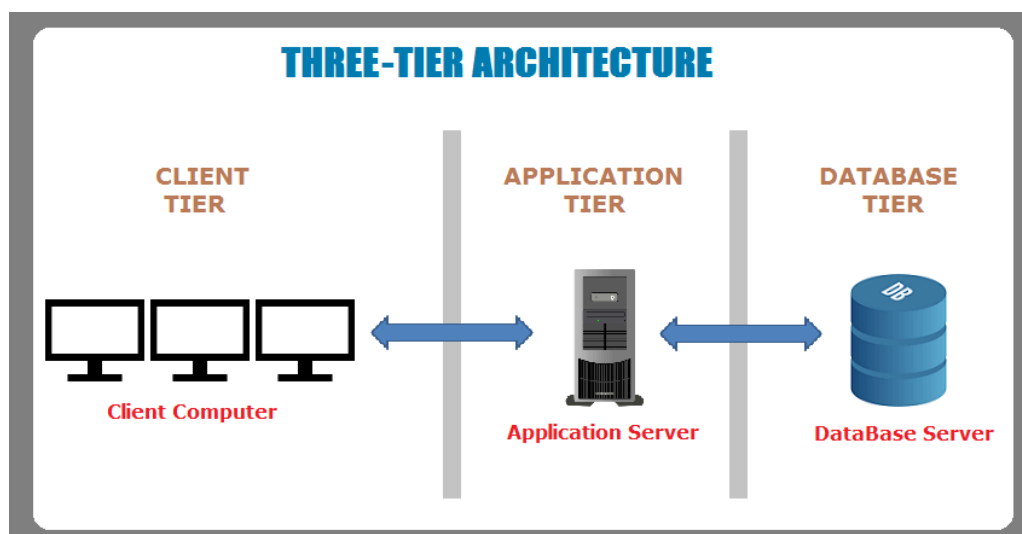 THREE-TIER ARCHITECTURE
CLIENT
TIER
APPLICATION
TIER
DATABASE
TIER
DB
Client Computer
Application Server
DataBase Server